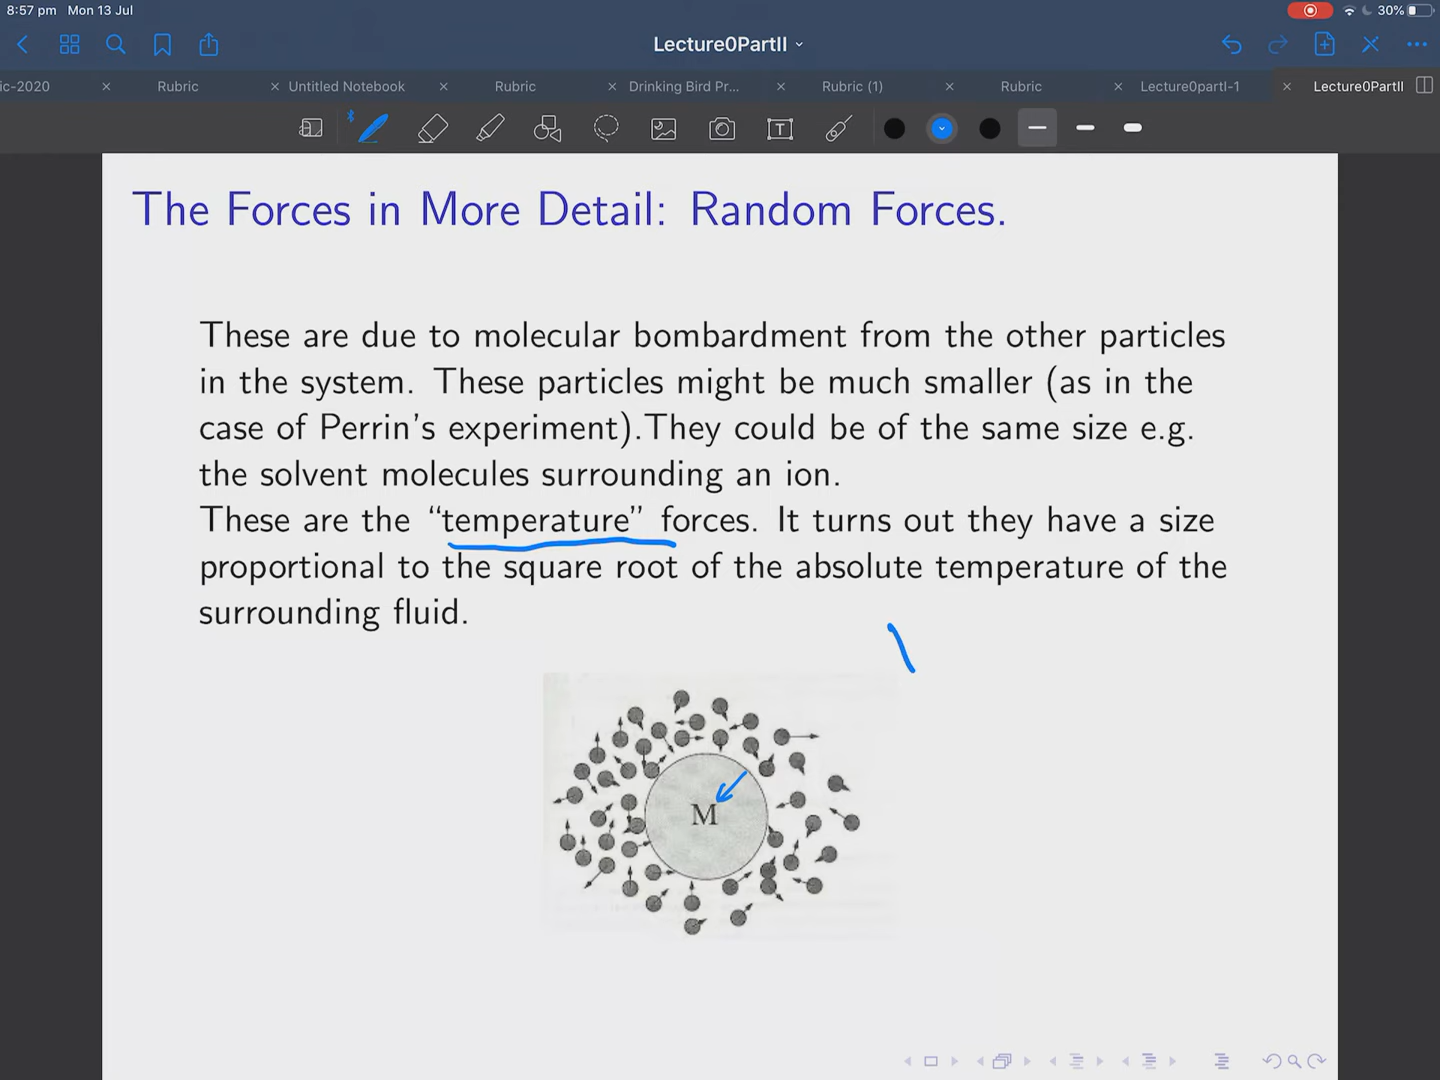 8:57 pm Mon 13 Jul
30%
Lecture0PartII
ic-2020
Rubric
Untitled Notebook
Rubric
Drinking Bird Pr...
Rubric (1)
Rubric
Lecture0partI-1
Lecture0PartII
T
The Forces in More Detail: Random Forces.
These are due to molecular bombardment from the other particles
in the system. These particles might be much smaller (as in the
case of Perrin's experiment).They could be of the same size e.g.
the solvent molecules surrounding an ion.
These are the “temperature” forces. It turns out they have a size
proportional to the square root of the absolute temperature of the
surrounding fluid.
M